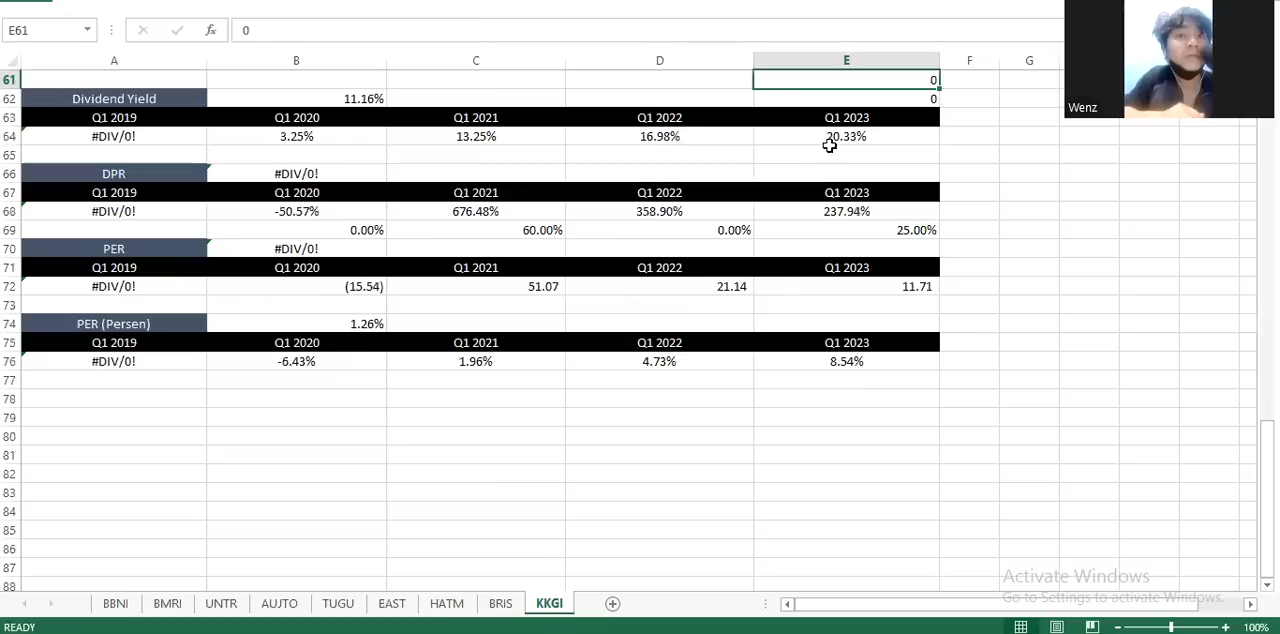 E61 fx 0
A B C D E F G
61 0
62 Dividend Yield 11.16% 0
63 Q1 2019 Q1 2020 Q1 2021 Q1 2022 Q1 2023
64 #DIV/0! 3.25% 13.25% 16.98% 20.33%
65
66 DPR #DIV/0!
67 Q1 2019 Q1 2020 Q1 2021 Q1 2022 Q1 2023
68 #DIV/0! -50.57% 676.48% 358.90% 237.94%
69 0.00% 60.00% 0.00% 25.00%
70 PER #DIV/0!
71 Q1 2019 Q1 2020 Q1 2021 Q1 2022 Q1 2023
72 #DIV/0! (15.54) 51.07 21.14 11.71
73
74 PER (Persen) 1.26%
75 Q1 2019 Q1 2020 Q1 2021 Q1 2022 Q1 2023
76 #DIV/0! -6.43% 1.96% 4.73% 8.54%
77
78
79
80
81
82
83
84
85
86
87
88
Wenz
Activate Windows
Go to Settings to activate Windows.
BBNI BMRI UNTR AUTO TUGU EAST HATM BRIS KKGI
READY 100%